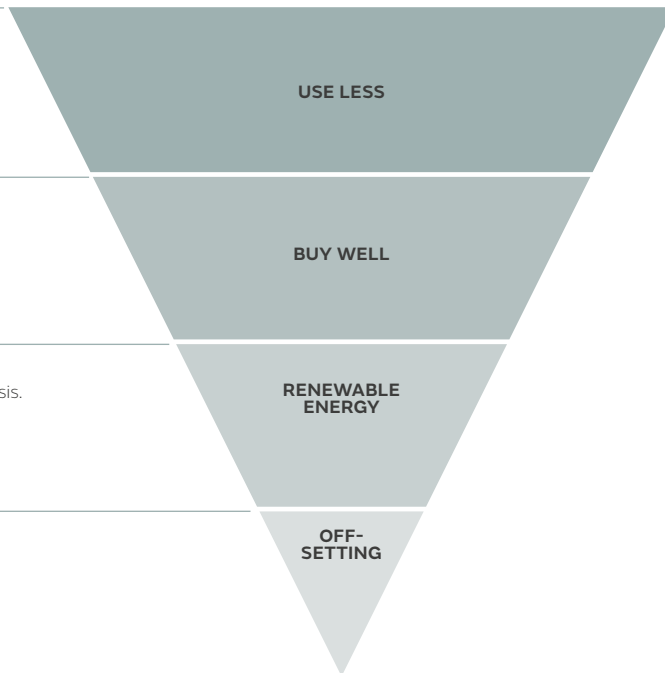 USE LESS
BUY WELL
RENEWABLE
ENERGY
sis.
OFF-
SETTING